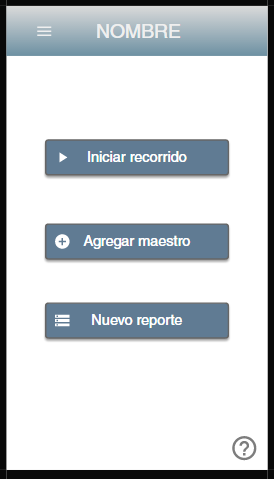 NOMBRE
Iniciar recorrido
Agregar maestro
Nuevo reporte